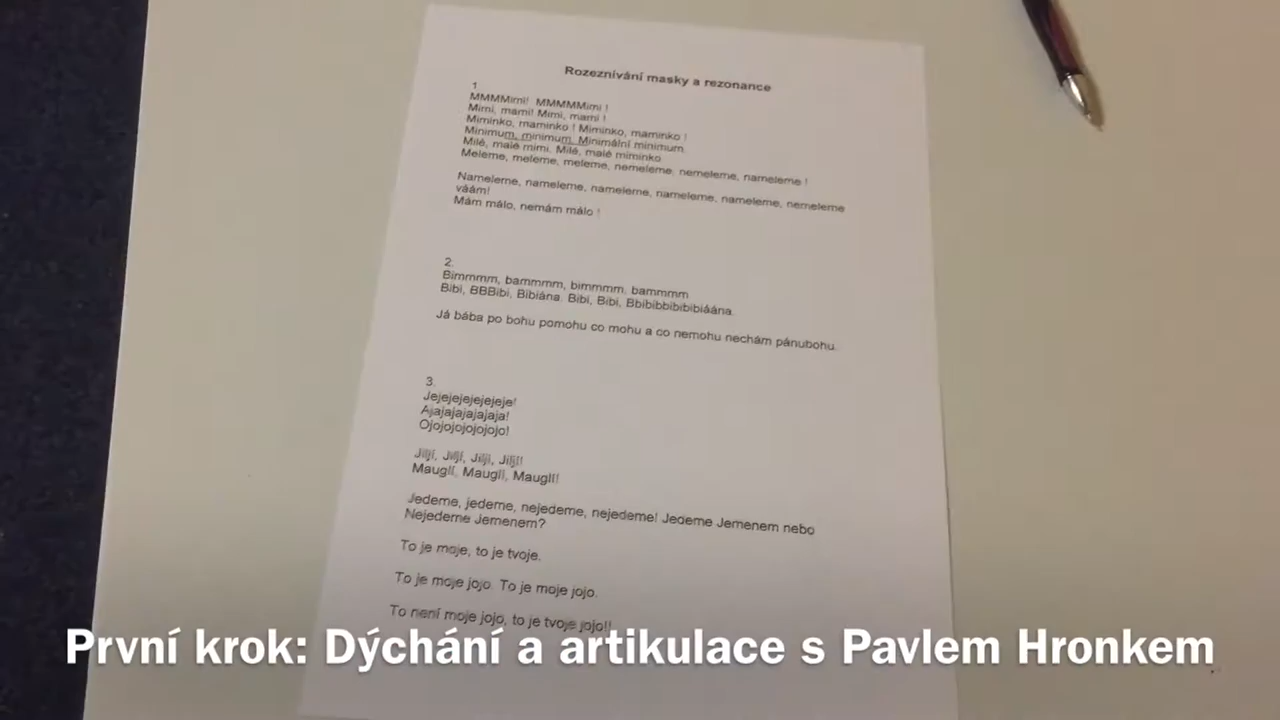 Rozeznívání masky a rezonance
1
MMMMimi! MMMMMimi !
Mimi, mami! Mimi, mami !
Miminko, maminko ! Miminko, maminko !
Minimum, minimum. Minimální minimum.
Milé, malé mimi. Milé, malé miminko
Meleme, meleme, meleme, nemeleme, nemeleme, nameleme !
Nameleme, nameleme, nameleme, nameleme, nameleme, nemeleme
váám!
Mám málo, nemám málo !
2.
Bimmmm, bammmm, bimmmm, bammmm
Bibi, BBBibi, Bibiána. Bibi, Bibi, Bbibibbibibibiáána.
Já bába po bohu pomohu co mohu a co nemohu nechám pánubohu.
3.
Jejejejejejeje!
Ajajajajajaja!
Ojojojojojojo!
Jiljí, Jiljí, Jiljí, Jiljí!
Mauglí, Mauglí, Mauglí!
Jedeme, jedeme, nejedeme, nejedeme! Jedeme Jemenem nebo
Nejedeme Jemenem?
To je moje, to je tvoje.
To je moje jojo. To je moje jojo.
To není moje jojo, to je tvoje jojo!!
První krok: Dýchání a artikulace s Pavlem Hronkem